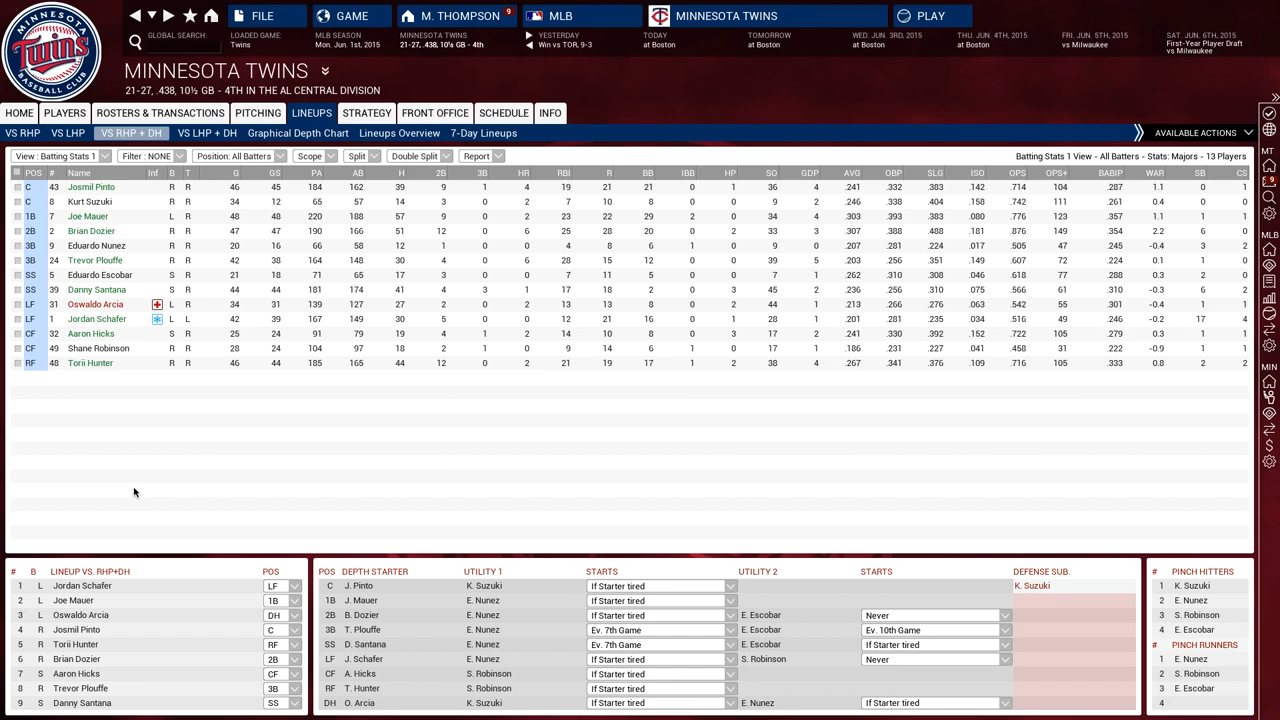 MINNESOTA Twins BASEBALL CLUB
FILE GAME M. THOMPSON 9 MLB MINNESOTA TWINS PLAY
GLOBAL SEARCH: LOADED GAME: MLB SEASON MINNESOTA TWINS YESTERDAY TODAY TOMORROW WED. JUN. 3RD, 2015 THU. JUN. 4TH, 2015 FRI. JUN. 5TH, 2015 SAT. JUN. 6TH, 2015
Twins Mon. Jun. 1st, 2015 21-27, .438, 10½ GB - 4th Win vs TOR, 9-3 at Boston at Boston at Boston at Boston vs Milwaukee First-Year Player Draft
vs Milwaukee
MINNESOTA TWINS
21-27, .438, 10½ GB - 4TH IN THE AL CENTRAL DIVISION
HOME PLAYERS ROSTERS & TRANSACTIONS PITCHING LINEUPS STRATEGY FRONT OFFICE SCHEDULE INFO
VS RHP VS LHP VS RHP + DH VS LHP + DH Graphical Depth Chart Lineups Overview 7-Day Lineups AVAILABLE ACTIONS
View : Batting Stats 1 Filter : NONE Position: All Batters Scope Split Double Split Report Batting Stats 1 View - All Batters - Stats: Majors - 13 Players
POS # Name Inf B T G GS PA AB H 2B 3B HR RBI R BB IBB HP SO GDP AVG OBP SLG ISO OPS OPS+ BABIP WAR SB CS
C 43 Josmil Pinto R R 46 45 184 162 39 9 1 4 19 21 21 0 1 36 4 .241 .332 .383 .142 .714 104 .287 1.1 0 1
C 8 Kurt Suzuki R R 34 12 65 57 14 3 0 2 7 10 8 0 0 9 2 .246 .338 .404 .158 .742 111 .261 0.4 0 0
1B 7 Joe Mauer L R 48 48 220 188 57 9 0 2 23 22 29 2 0 34 4 .303 .393 .383 .080 .776 123 .357 1.1 1 0
2B 2 Brian Dozier R R 47 47 190 166 51 12 0 6 25 28 20 0 2 33 3 .307 .388 .488 .181 .876 149 .354 2.2 6 0
3B 9 Eduardo Nunez R R 20 16 66 58 12 1 0 0 4 8 6 1 0 9 0 .207 .281 .224 .017 .505 47 .245 -0.4 3 2
3B 24 Trevor Plouffe R R 42 38 164 148 30 4 0 6 28 15 12 0 0 39 5 .203 .256 .351 .149 .607 72 .224 0.1 1 0
SS 5 Eduardo Escobar S R 21 18 71 65 17 3 0 0 7 11 5 0 0 7 1 .262 .310 .308 .046 .618 77 .288 0.3 2 0
SS 39 Danny Santana S R 44 44 181 174 41 4 3 1 17 18 2 0 3 45 2 .236 .256 .310 .075 .566 61 .310 -0.3 6 2
LF 31 Oswaldo Arcia L R 34 31 139 127 27 2 0 2 13 13 8 0 2 44 1 .213 .266 .276 .063 .542 55 .301 -0.4 1 1
LF 1 Jordan Schafer L L 42 39 167 149 30 5 0 0 12 21 16 0 0 28 1 .201 .281 .235 .034 .516 49 .246 -0.2 17 4
CF 32 Aaron Hicks S R 25 24 91 79 19 4 1 2 14 10 8 0 3 17 2 .241 .330 .392 .152 .722 105 .279 0.3 1 1
CF 49 Shane Robinson R R 28 24 104 97 18 2 1 0 9 14 6 1 0 17 2 .186 .231 .227 .041 .458 31 .222 -0.9 1 1
RF 48 Torii Hunter R R 46 44 185 165 44 12 0 2 21 19 17 1 2 38 4 .267 .341 .376 .109 .716 105 .333 0.8 2 2
# B LINEUP VS. RHP+DH POS
1 L Jordan Schafer LF
2 L Joe Mauer 1B
3 L Oswaldo Arcia DH
4 R Josmil Pinto C
5 R Torii Hunter RF
6 R Brian Dozier 2B
7 S Aaron Hicks CF
8 R Trevor Plouffe 3B
9 S Danny Santana SS
POS DEPTH STARTER UTILITY 1 STARTS UTILITY 2 STARTS DEFENSE SUB.
C J. Pinto K. Suzuki If Starter tired K. Suzuki
1B J. Mauer E. Nunez If Starter tired
2B B. Dozier E. Nunez If Starter tired E. Escobar Never
3B T. Plouffe E. Nunez Ev. 7th Game E. Escobar Ev. 10th Game
SS D. Santana E. Nunez Ev. 7th Game E. Escobar If Starter tired
LF J. Schafer E. Nunez If Starter tired S. Robinson Never
CF A. Hicks S. Robinson If Starter tired
RF T. Hunter S. Robinson If Starter tired
DH O. Arcia K. Suzuki If Starter tired E. Nunez If Starter tired
# PINCH HITTERS
1 K. Suzuki
2 E. Nunez
3 S. Robinson
4 E. Escobar
# PINCH RUNNERS
1 E. Nunez
2 S. Robinson
3 E. Escobar
4
MT
9
MLB
MIN